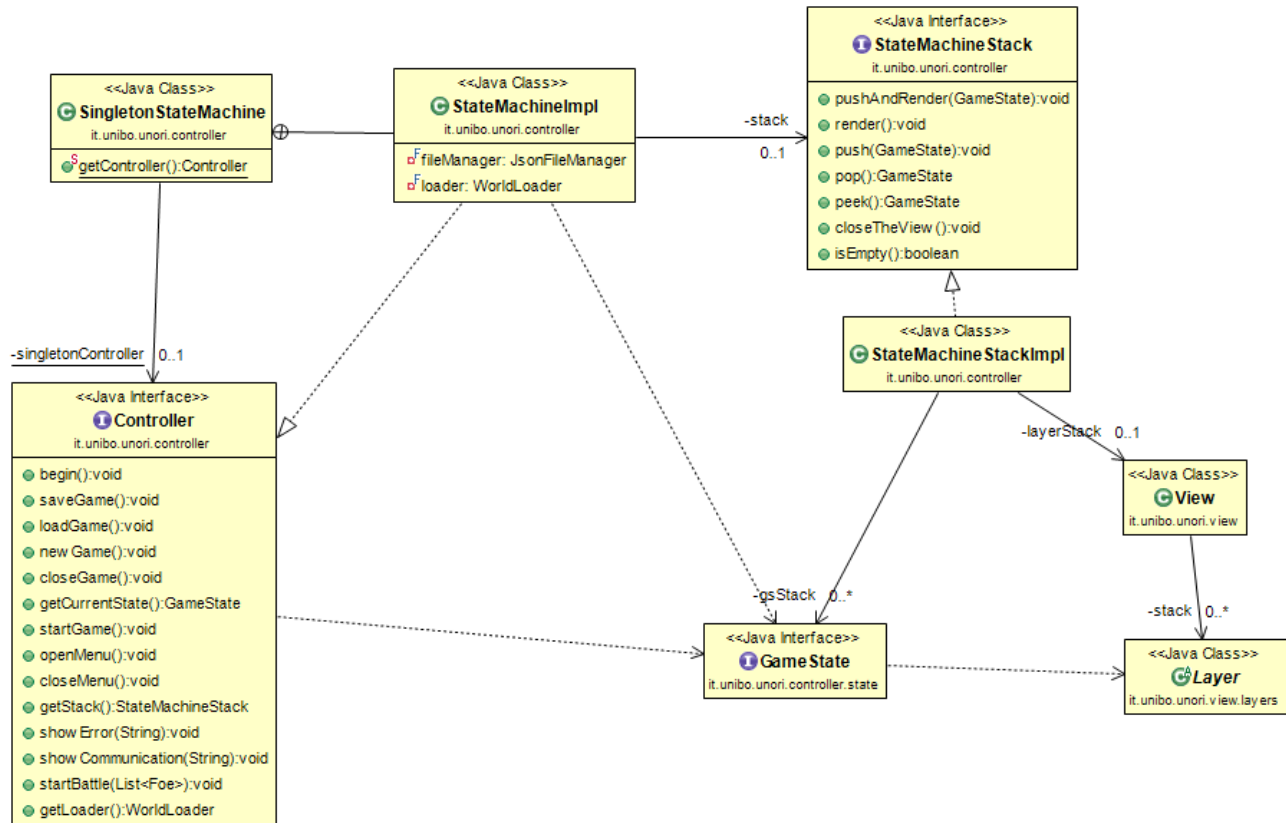 <<Java Class>>
SingletonStateMachine
it.unibo.unori.controller
getController():Controller
<<Java Class>>
StateMachineImpl
it.unibo.unori.controller
fileManager: JsonFileManager
loader: WorldLoader
-stack
0..1
<<Java Interface>>
StateMachineStack
it.unibo.unori.controller
pushAndRender(GameState):void
render():void
push(GameState):void
pop():GameState
peek():GameState
closeTheView():void
isEmpty():boolean
<<Java Class>>
StateMachineStackImpl
it.unibo.unori.controller
-singletonController
0..1
<<Java Interface>>
Controller
it.unibo.unori.controller
begin():void
saveGame():void
loadGame():void
newGame():void
closeGame():void
getCurrentState():GameState
startGame():void
openMenu():void
closeMenu():void
getStack():StateMachineStack
showError(String):void
showCommunication(String):void
startBattle(List<Foe>):void
getLoader():WorldLoader
-layerStack 0..1
<<Java Class>>
View
it.unibo.unori.view
-gsStack 0..*
-stack 0..*
<<Java Interface>>
GameState
it.unibo.unori.controller.state
<<Java Class>>
Layer
it.unibo.unori.view.layers